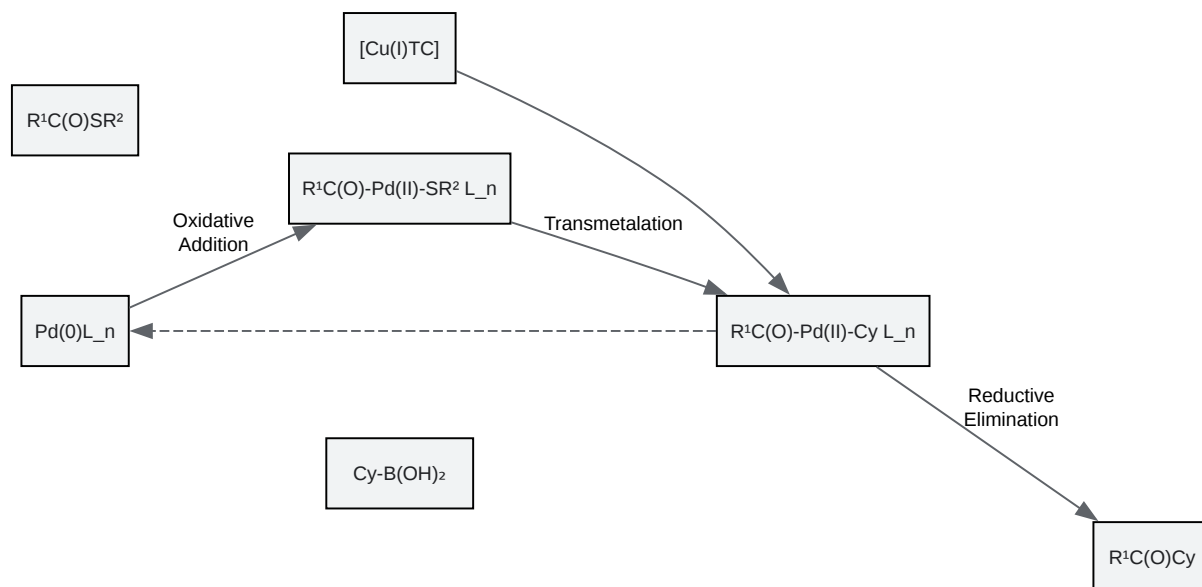 [Cu(I)TC]
R¹C(O)SR²
R¹C(O)-Pd(II)-SR² L_n
Oxidative
Addition
Transmetalation
Pd(0)L_n
R¹C(O)-Pd(II)-Cy L_n
Reductive
Elimination
Cy-B(OH)₂
R¹C(O)Cy